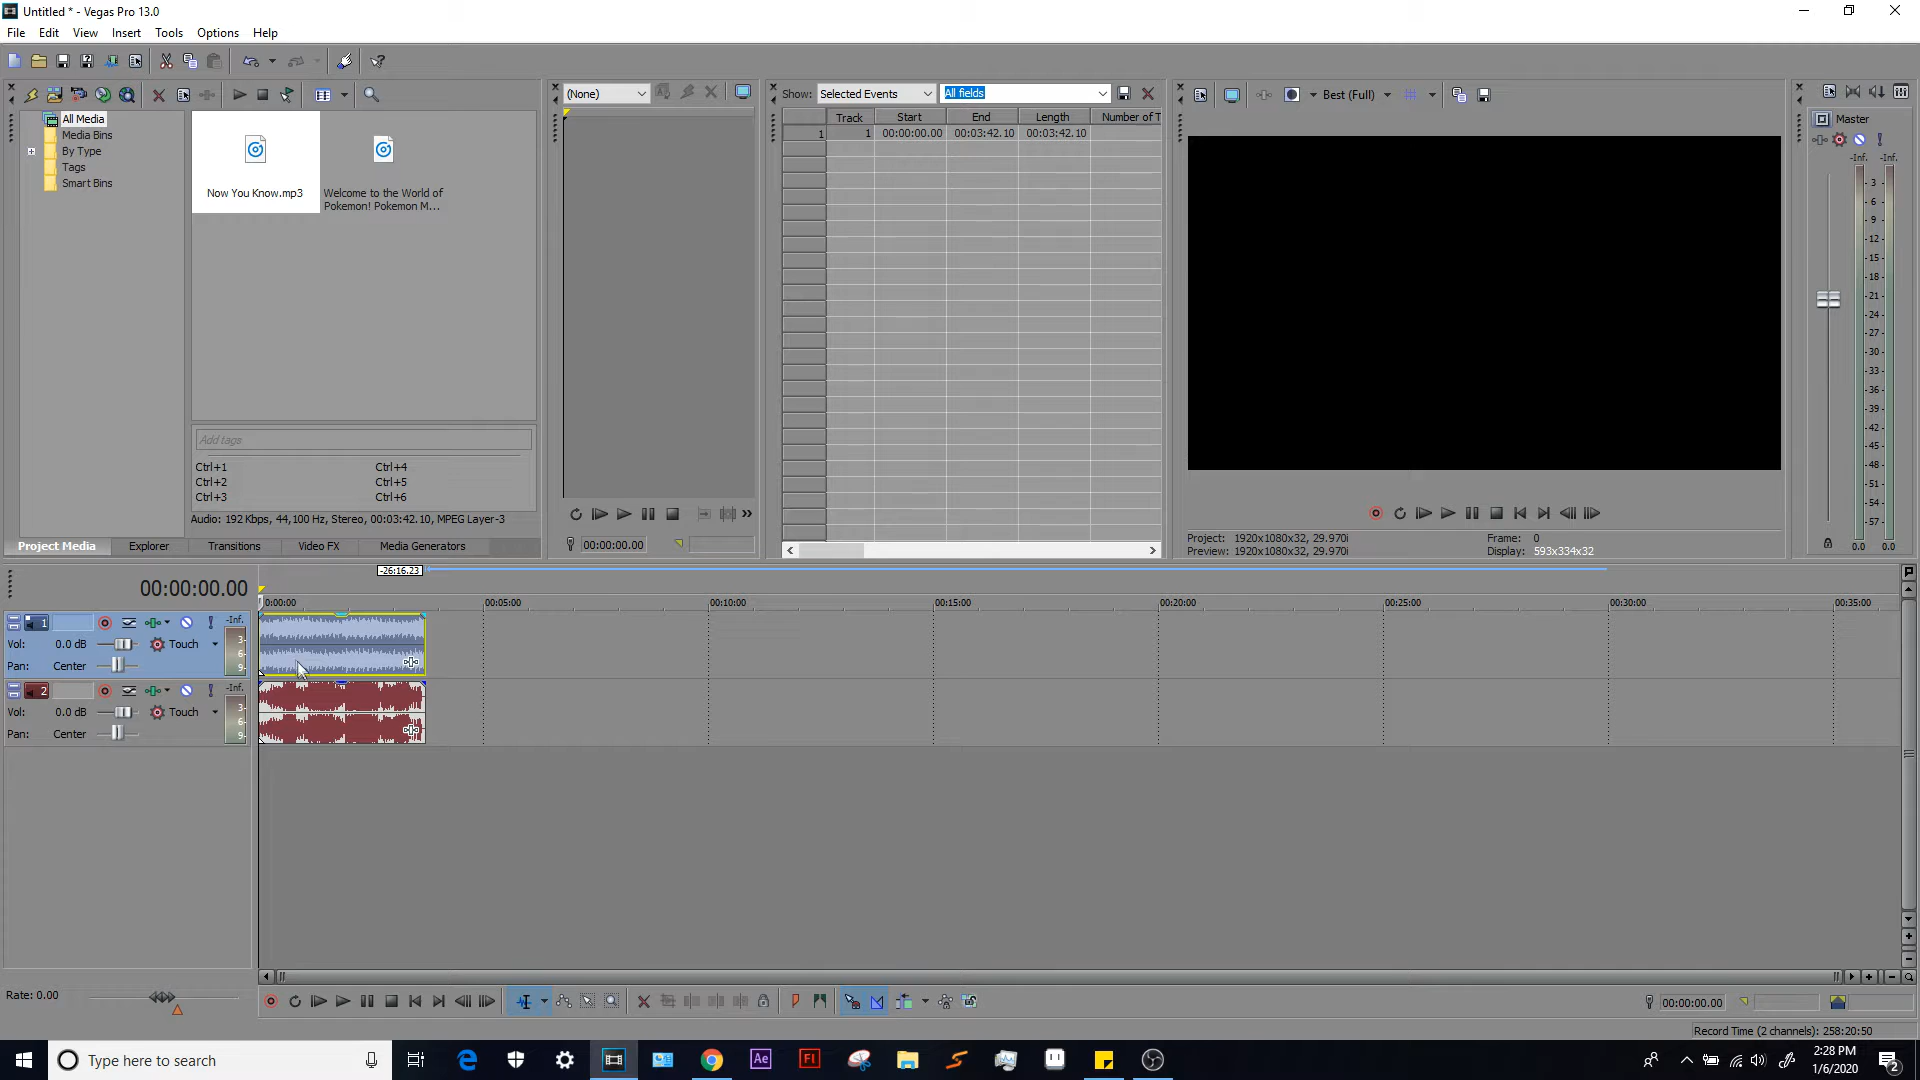 Untitled * - Vegas Pro 13.0
File Edit View Insert Tools Options Help
(None)
Show: Selected Events All fields
Best (Full)
All Media
Media Bins
By Type
Tags
Smart Bins
Now You Know.mp3
Welcome to the World of
Pokemon! Pokemon M...
Track Start End Length Number of T
1 1 00:00:00.00 00:03:42.10 00:03:42.10
Master
-Inf. -Inf.
- 3 -
- 6 -
- 9 -
-12-
-15-
-18-
-21-
-24-
-27-
-30-
-33-
-36-
-39-
-42-
-45-
-48-
-51-
-54-
-57-
0.0 0.0
Add tags
Ctrl+1 Ctrl+4
Ctrl+2 Ctrl+5
Ctrl+3 Ctrl+6
Audio: 192 Kbps, 44,100 Hz, Stereo, 00:03:42.10, MPEG Layer-3
Project Media Explorer Transitions Video FX Media Generators
00:00:00.00
Project: 1920x1080x32, 29.970i Frame: 0
Preview: 1920x1080x32, 29.970i Display: 593x334x32
-26:16.23
00:00:00.00
0:00:00 00:05:00 00:10:00 00:15:00 00:20:00 00:25:00 00:30:00 00:35:00
1 -Inf.
Vol: 0.0 dB Touch 3-
6-
Pan: Center 9-
2 -Inf.
Vol: 0.0 dB Touch 3-
6-
Pan: Center 9-
Rate: 0.00
00:00:00.00
Record Time (2 channels): 258:20:50
Type here to search
Ae
Fl
2:28 PM
1/6/2020
2